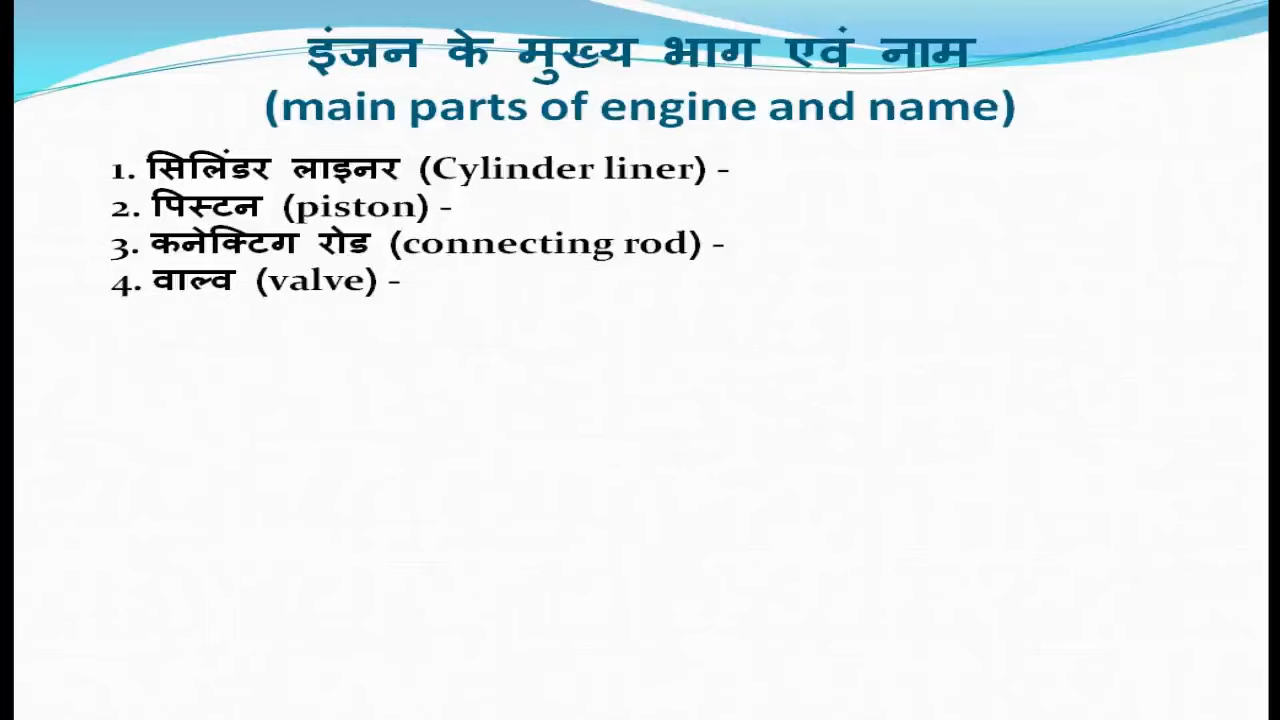 इंजन के मुख्य भाग एवं नाम
(main parts of engine and name)
1. सिलिंडर लाइनर (Cylinder liner) -
2. पिस्टन (piston) -
3. कनेक्टिग रोड (connecting rod) -
4. वाल्व (valve) -